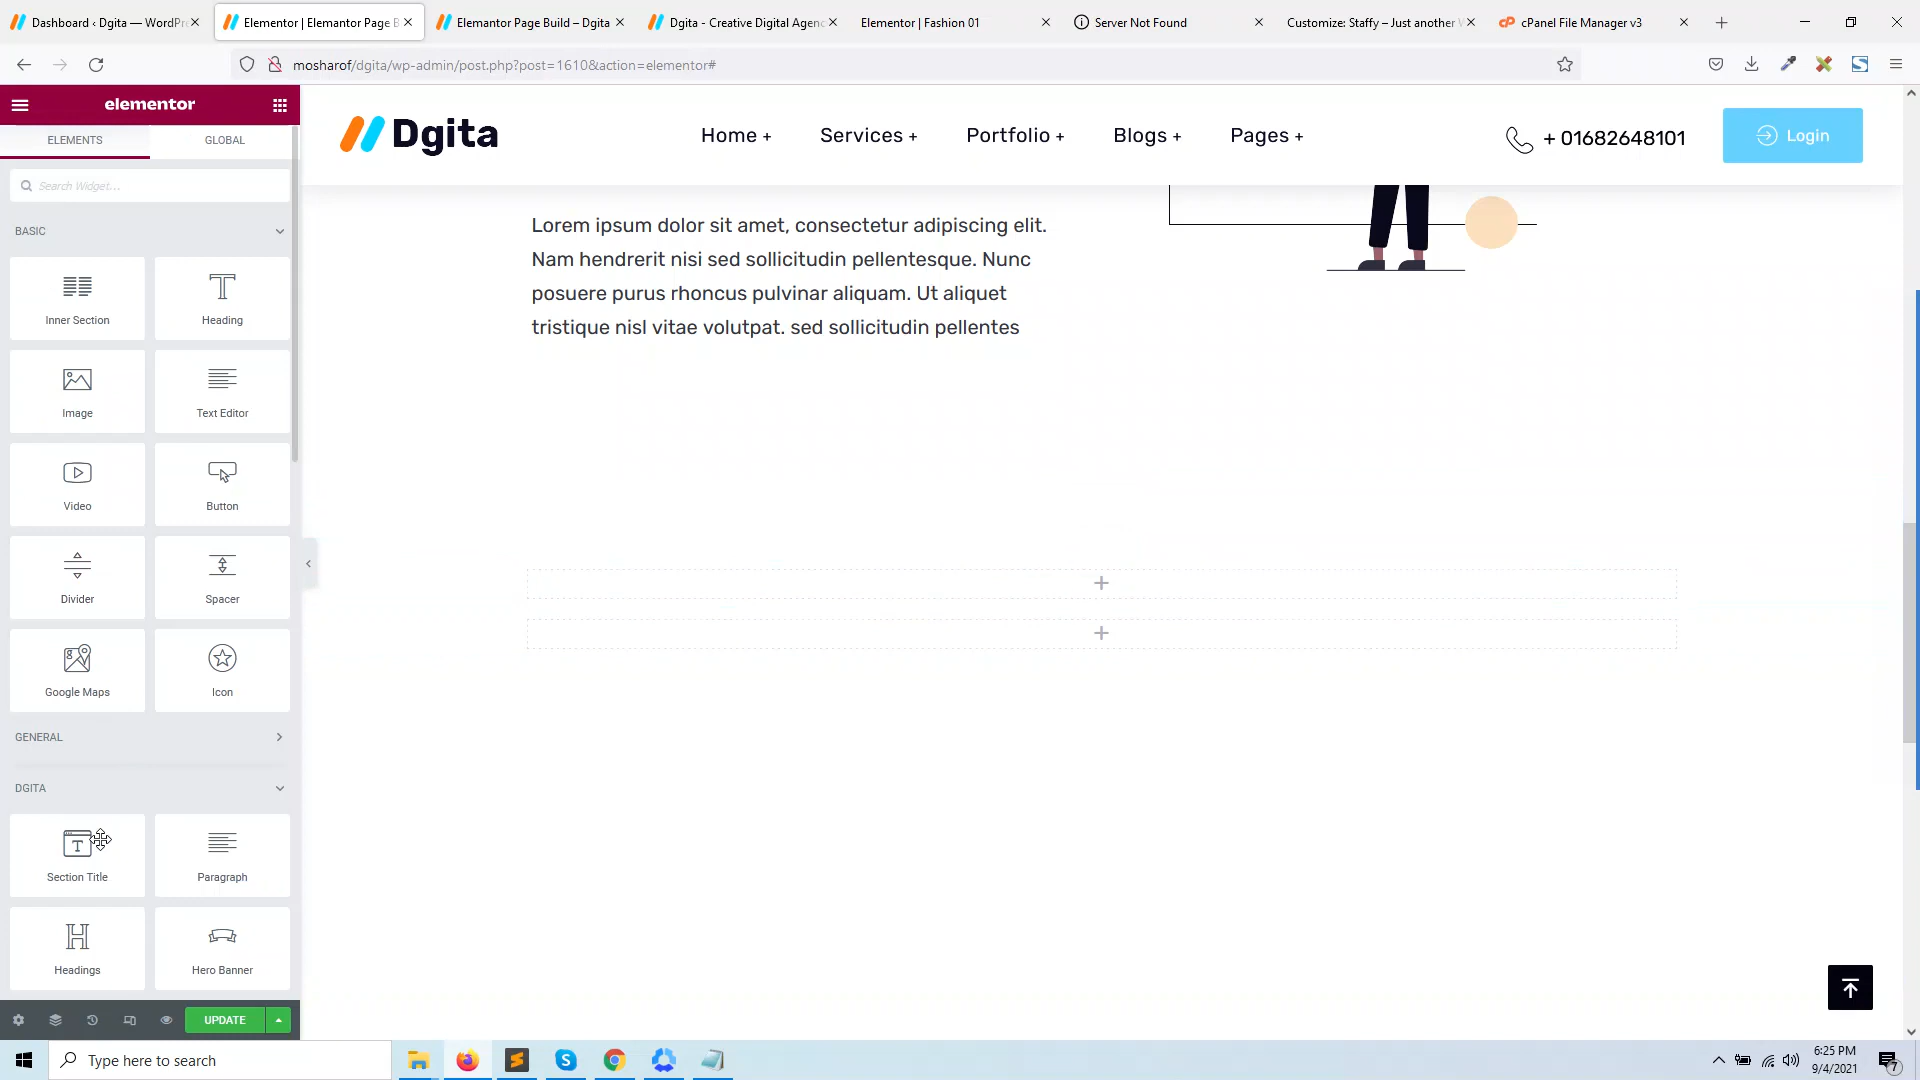 Dashboard ‹ Dgita — WordPr
Elementor | Elemantor Page B
Elemantor Page Build – Dgita
Dgita - Creative Digital Agenc
Elementor | Fashion 01
Server Not Found
Customize: Staffy – Just another W
cPanel File Manager v3
mosharof/dgita/wp-admin/post.php?post=1610&action=elementor#
elementor
ELEMENTS
GLOBAL
Search Widget...
BASIC
Inner Section
Heading
Image
Text Editor
Video
Button
Divider
Spacer
Google Maps
Icon
GENERAL
DGITA
Section Title
Paragraph
Headings
Hero Banner
UPDATE
Dgita
Home +
Services +
Portfolio +
Blogs +
Pages +
+ 01682648101
Login
Lorem ipsum dolor sit amet, consectetur adipiscing elit.
Nam hendrerit nisi sed sollicitudin pellentesque. Nunc
posuere purus rhoncus pulvinar aliquam. Ut aliquet
tristique nisl vitae volutpat. sed sollicitudin pellentes
Type here to search
6:25 PM
9/4/2021
7